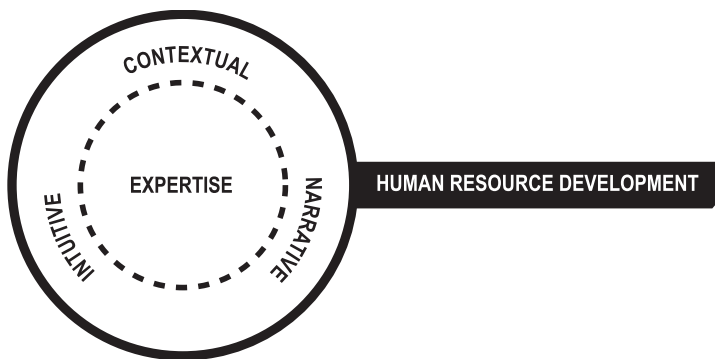 CONTEXTUAL
EXPERTISE
INTUITIVE
NARRATIVE
HUMAN RESOURCE DEVELOPMENT